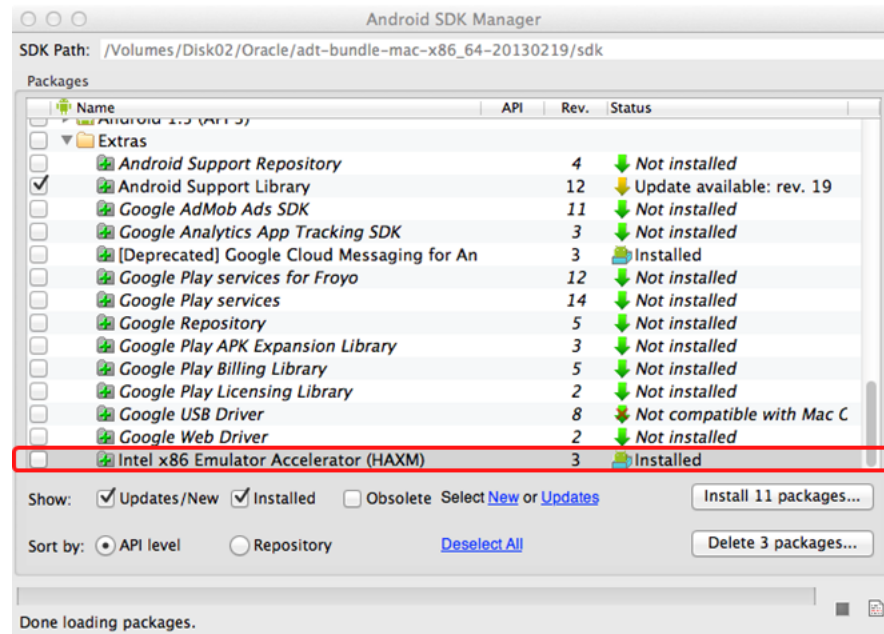 Android SDK Manager
SDK Path: /Volumes/Disk02/Oracle/adt-bundle-mac-x86_64-20130219/sdk
Packages
Name API Rev. Status
Android 1.5 (API 3)
Extras
Android Support Repository 4 Not installed
Android Support Library 12 Update available: rev. 19
Google AdMob Ads SDK 11 Not installed
Google Analytics App Tracking SDK 3 Not installed
[Deprecated] Google Cloud Messaging for An 3 Installed
Google Play services for Froyo 12 Not installed
Google Play services 14 Not installed
Google Repository 5 Not installed
Google Play APK Expansion Library 3 Not installed
Google Play Billing Library 5 Not installed
Google Play Licensing Library 2 Not installed
Google USB Driver 8 Not compatible with Mac O
Google Web Driver 2 Not installed
Intel x86 Emulator Accelerator (HAXM) 3 Installed
Show: Updates/New Installed Obsolete Select New or Updates Install 11 packages...
Sort by: API level Repository Deselect All Delete 3 packages...
Done loading packages.